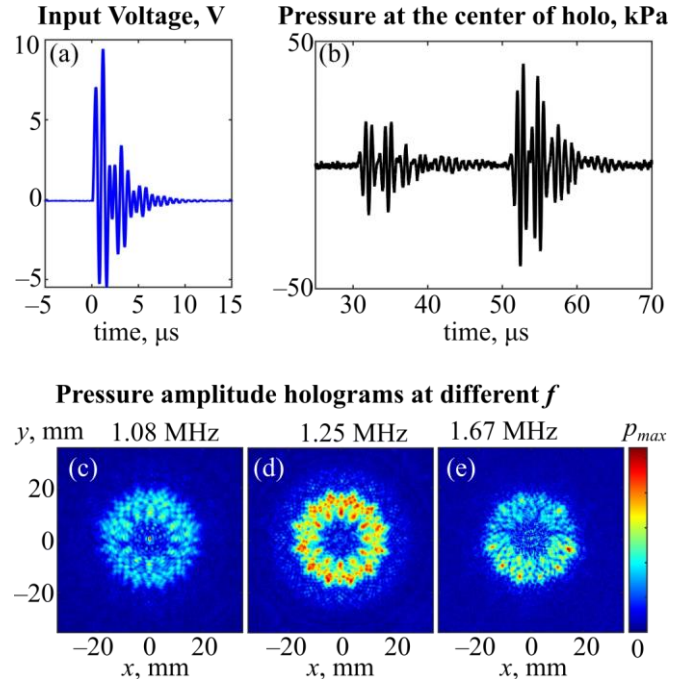 Input Voltage, V
Pressure at the center of holo, kPa
(a)
10
5
0
–5
–5 0 5 10 15
time, μs
(b)
50
–50
30 40 50 60 70
time, μs
Pressure amplitude holograms at different f
y, mm 1.08 MHz 1.25 MHz 1.67 MHz p_max
(c) (d) (e)
20
0
–20
0
–20 0 20 –20 0 20 –20 0 20
x, mm x, mm x, mm